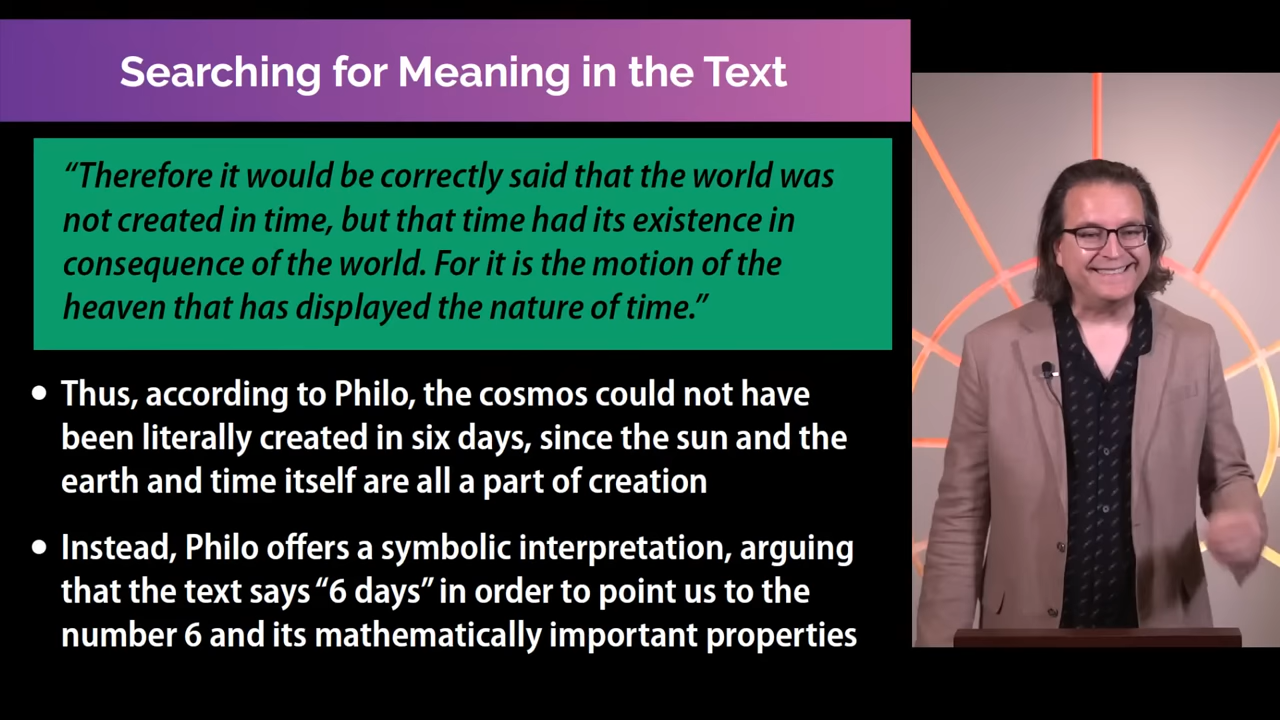 Searching for Meaning in the Text
“Therefore it would be correctly said that the world was
not created in time, but that time had its existence in
consequence of the world. For it is the motion of the
heaven that has displayed the nature of time.”
• Thus, according to Philo, the cosmos could not have
been literally created in six days, since the sun and the
earth and time itself are all a part of creation
• Instead, Philo offers a symbolic interpretation, arguing
that the text says “6 days” in order to point us to the
number 6 and its mathematically important properties